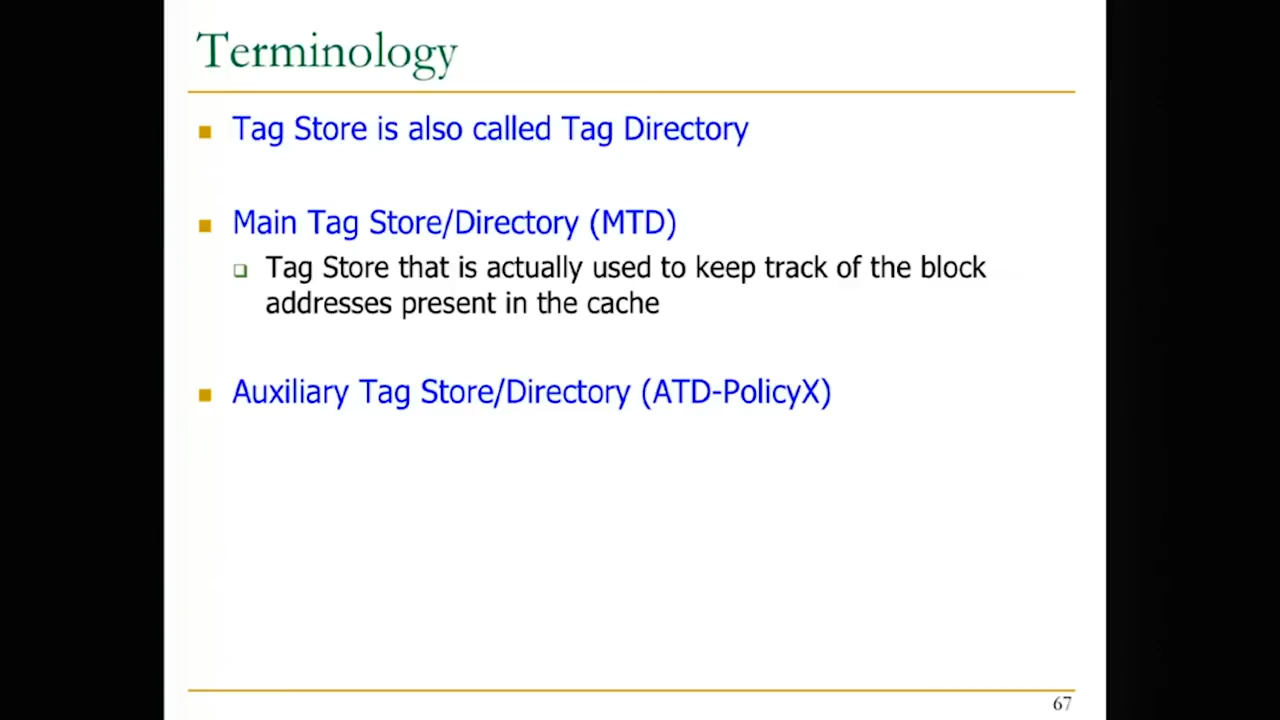 Terminology
Tag Store is also called Tag Directory
Main Tag Store/Directory (MTD)
Tag Store that is actually used to keep track of the block
addresses present in the cache
Auxiliary Tag Store/Directory (ATD-PolicyX)
67